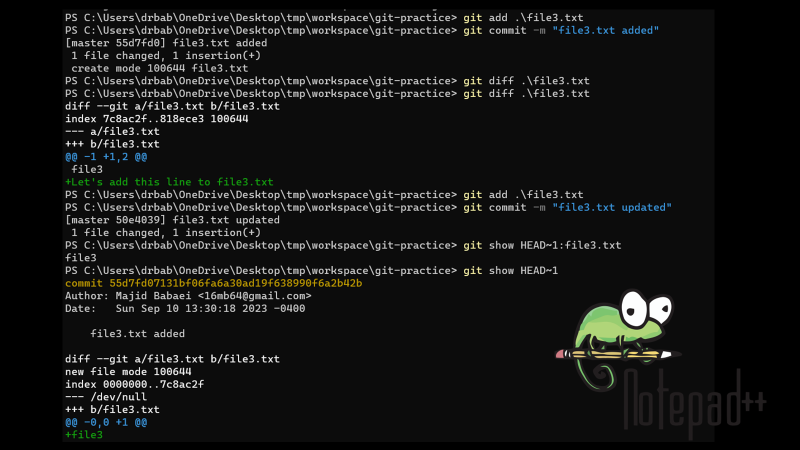 PS C:\Users\drbab\OneDrive\Desktop\tmp\workspace\git-practice> git add .\file3.txt
PS C:\Users\drbab\OneDrive\Desktop\tmp\workspace\git-practice> git commit -m "file3.txt added"
[master 55d7fd0] file3.txt added
 1 file changed, 1 insertion(+)
 create mode 100644 file3.txt
PS C:\Users\drbab\OneDrive\Desktop\tmp\workspace\git-practice> git diff .\file3.txt
PS C:\Users\drbab\OneDrive\Desktop\tmp\workspace\git-practice> git diff .\file3.txt
diff --git a/file3.txt b/file3.txt
index 7c8ac2f..818ece3 100644
--- a/file3.txt
+++ b/file3.txt
@@ -1 +1,2 @@
 file3
+Let's add this line to file3.txt
PS C:\Users\drbab\OneDrive\Desktop\tmp\workspace\git-practice> git add .\file3.txt
PS C:\Users\drbab\OneDrive\Desktop\tmp\workspace\git-practice> git commit -m "file3.txt updated"
[master 50e4039] file3.txt updated
 1 file changed, 1 insertion(+)
PS C:\Users\drbab\OneDrive\Desktop\tmp\workspace\git-practice> git show HEAD~1:file3.txt
file3
PS C:\Users\drbab\OneDrive\Desktop\tmp\workspace\git-practice> git show HEAD~1
commit 55d7fd07131bf06fa6a30ad19f638990f6a2b42b
Author: Majid Babaei <16mb64@gmail.com>
Date:   Sun Sep 10 13:30:18 2023 -0400

    file3.txt added

diff --git a/file3.txt b/file3.txt
new file mode 100644
index 0000000..7c8ac2f
--- /dev/null
+++ b/file3.txt
@@ -0,0 +1 @@
+file3
Notepad++